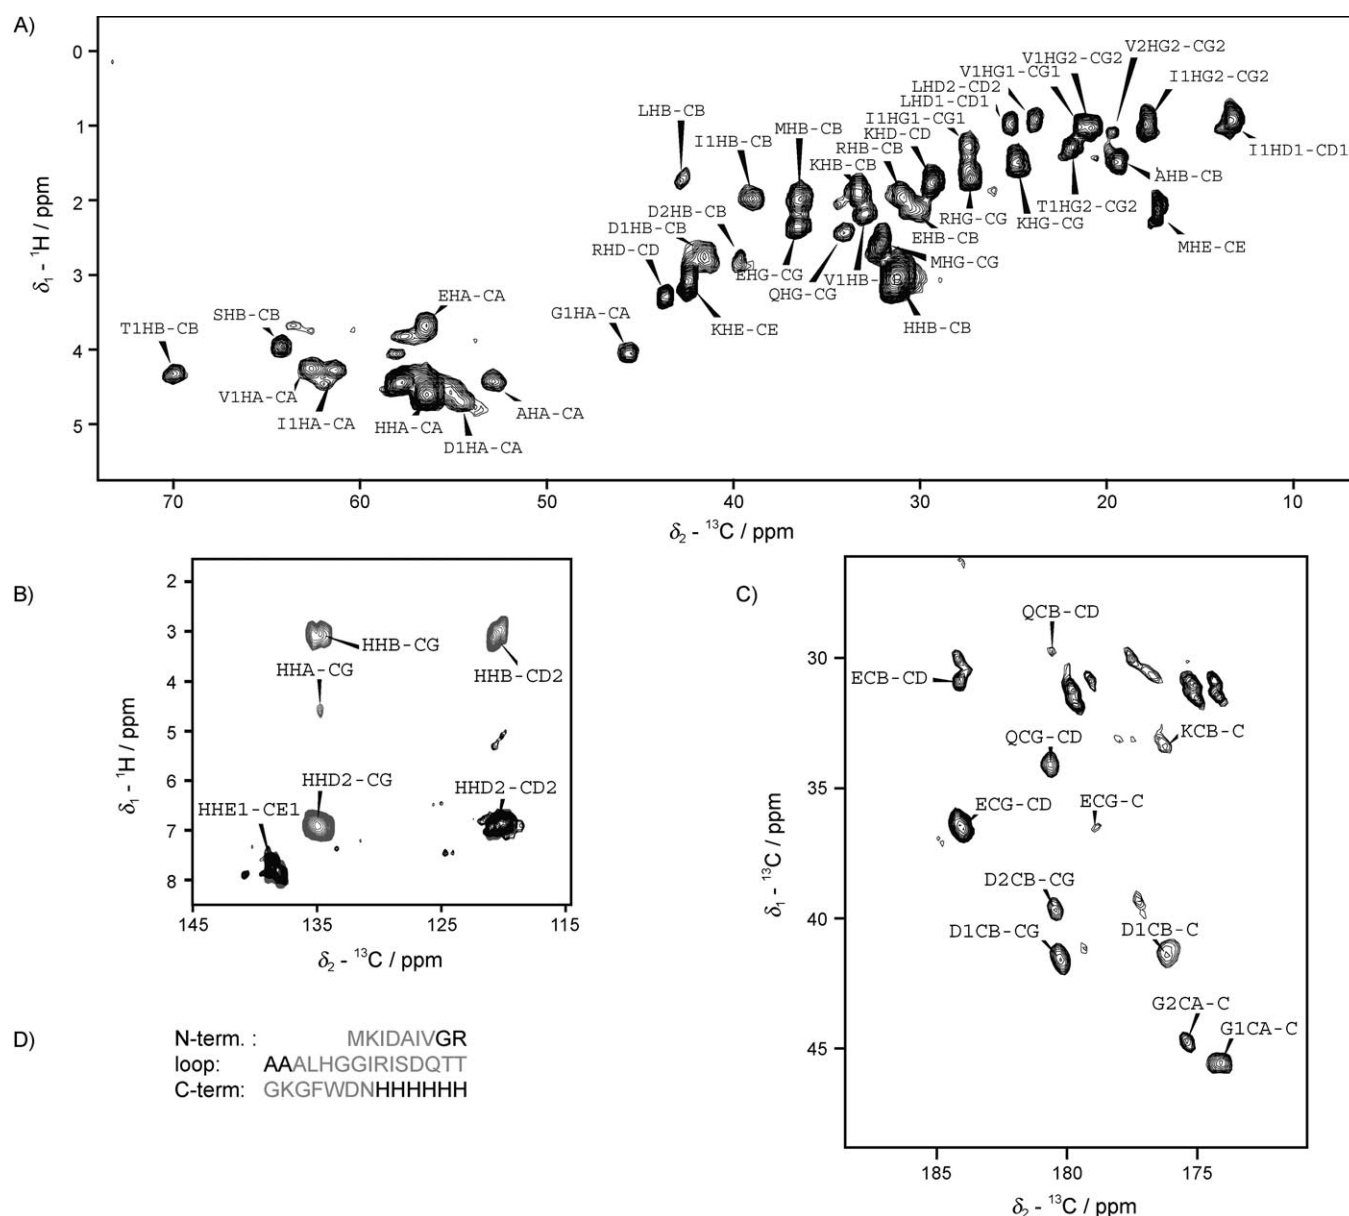 A)
0
1
2
3
4
5
δ1 - 1H / ppm
70
60
50
40
30
20
10
δ2 - 13C / ppm
V2HG2-CG2
V1HG2-CG2
V1HG1-CG1
I1HG2-CG2
LHD2-CD2
LHD1-CD1
LHB-CB
I1HG1-CG1
MHB-CB
KHD-CD
I1HB-CB
RHB-CB
I1HD1-CD1
KHB-CB
AHB-CB
T1HG2-CG2
D2HB-CB
RHG-CG
KHG-CG
D1HB-CB
EHB-CB
MHE-CE
RHD-CD
MHG-CG
EHG-CG
V1HB-CB
QHG-CG
EHA-CA
SHB-CB
G1HA-CA
HHB-CB
T1HB-CB
KHE-CE
V1HA-CA
AHA-CA
I1HA-CA
HHA-CA
D1HA-CA
B)
2
3
4
5
6
7
8
δ1 - 1H / ppm
HHB-CG
HHA-CG
HHB-CD2
HHD2-CG
HHD2-CD2
HHE1-CE1
145
135
125
115
δ2 - 13C / ppm
C)
30
35
40
45
δ1 - 13C / ppm
QCB-CD
ECB-CD
QCG-CD
KCB-C
ECG-CD
ECG-C
D2CB-CG
D1CB-CG
D1CB-C
G2CA-C
G1CA-C
185
180
175
δ2 - 13C / ppm
D)
N-term. : MKIDAIVGR
loop: AAALHGGIRISDQTT
C-term: GKGFWDNHHHHHH